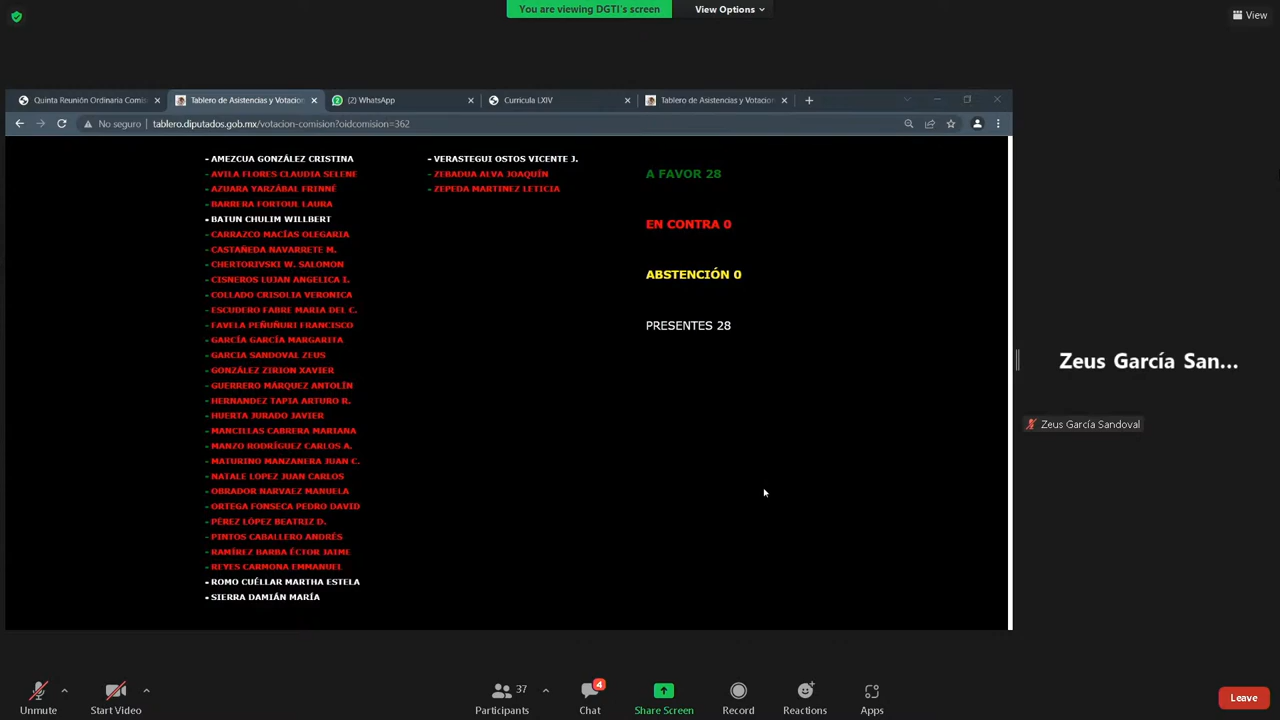 You are viewing DGTI's screen
View Options
View
Quinta Reunión Ordinaria Comis
Tablero de Asistencias y Votacion
(2) WhatsApp
Curricula LXIV
Tablero de Asistencias y Votacion
No seguro
tablero.diputados.gob.mx/votacion-comision?oidcomision=362
- AMEZCUA GONZÁLEZ CRISTINA
- AVILA FLORES CLAUDIA SELENE
- AZUARA YARZÁBAL FRINNÉ
- BARRERA FORTOUL LAURA
- BATUN CHULIM WILLBERT
- CARRAZCO MACÍAS OLEGARIA
- CASTAÑEDA NAVARRETE M.
- CHERTORIVSKI W. SALOMON
- CISNEROS LUJAN ANGELICA I.
- COLLADO CRISOLIA VERONICA
- ESCUDERO FABRE MARIA DEL C.
- FAVELA PEÑUÑURI FRANCISCO
- GARCÍA GARCÍA MARGARITA
- GARCIA SANDOVAL ZEUS
- GONZÁLEZ ZIRION XAVIER
- GUERRERO MÁRQUEZ ANTOLÍN
- HERNANDEZ TAPIA ARTURO R.
- HUERTA JURADO JAVIER
- MANCILLAS CABRERA MARIANA
- MANZO RODRÍGUEZ CARLOS A.
- MATURINO MANZANERA JUAN C.
- NATALE LOPEZ JUAN CARLOS
- OBRADOR NARVAEZ MANUELA
- ORTEGA FONSECA PEDRO DAVID
- PÉREZ LÓPEZ BEATRIZ D.
- PINTOS CABALLERO ANDRÉS
- RAMÍREZ BARBA ÉCTOR JAIME
- REYES CARMONA EMMANUEL
- ROMO CUÉLLAR MARTHA ESTELA
- SIERRA DAMIÁN MARÍA
- VERASTEGUI OSTOS VICENTE J.
- ZEBADUA ALVA JOAQUÍN
- ZEPEDA MARTINEZ LETICIA
A FAVOR 28
EN CONTRA 0
ABSTENCIÓN 0
PRESENTES 28
Zeus García San...
Zeus García Sandoval
Unmute
Start Video
37
Participants
4
Chat
Share Screen
Record
Reactions
Apps
Leave